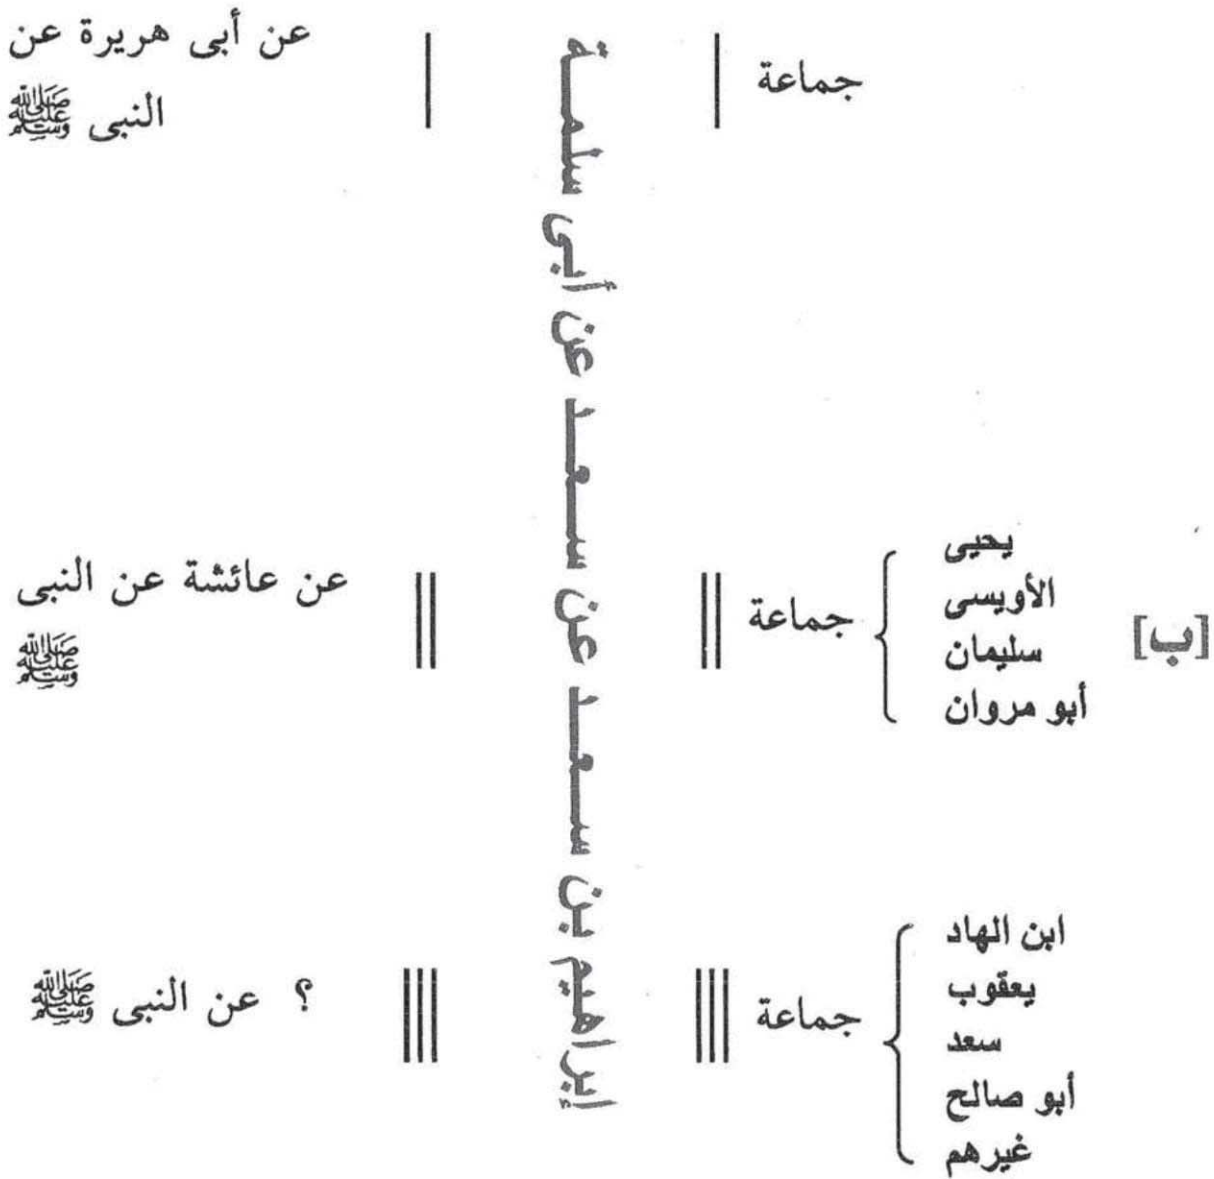 جماعة
عن أبى هريرة عن
النبى ﷺ
إبراهيم بن سعد عن سعد عن أبى سلمة
[ب]
يحيى
الأويسى
سليمان
أبو مروان
جماعة
عن عائشة عن النبى
ﷺ
ابن الهاد
يعقوب
سعد
أبو صالح
غيرهم
جماعة
؟ عن النبى ﷺ